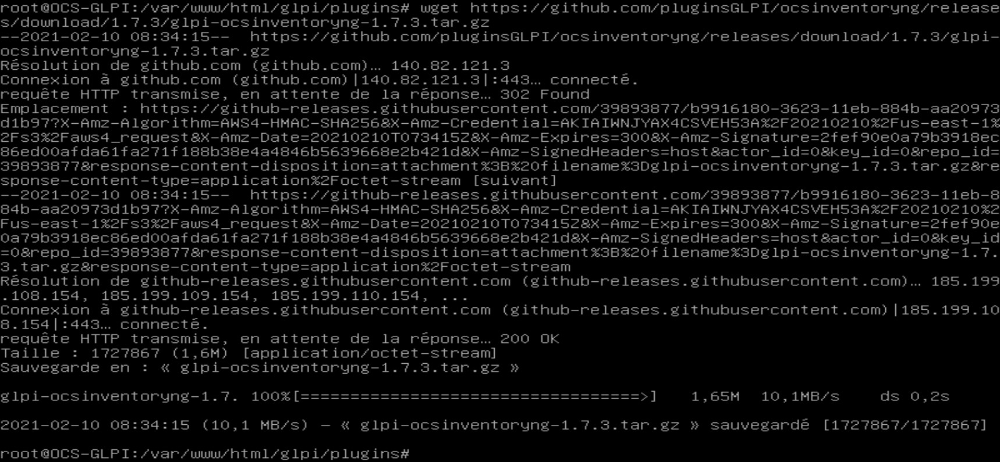 root@OCS-GLPI:/var/www/html/glpi/plugins# wget https://github.com/pluginsGLPI/ocsinventoryng/release
s/download/1.7.3/glpi-ocsinventoryng-1.7.3.tar.gz
--2021-02-10 08:34:15--  https://github.com/pluginsGLPI/ocsinventoryng/releases/download/1.7.3/glpi-
ocsinventoryng-1.7.3.tar.gz
Résolution de github.com (github.com)… 140.82.121.3
Connexion à github.com (github.com)|140.82.121.3|:443… connecté.
requête HTTP transmise, en attente de la réponse… 302 Found
Emplacement : https://github-releases.githubusercontent.com/39893877/b9916180-3623-11eb-884b-aa20973
d1b97?X-Amz-Algorithm=AWS4-HMAC-SHA256&X-Amz-Credential=AKIAIWNJYAX4CSVEH53A%2F20210210%2Fus-east-1%
2Fs3%2Faws4_request&X-Amz-Date=20210210T073415Z&X-Amz-Expires=300&X-Amz-Signature=2fef90e0a79b3918ec
86ed00afda61fa271f188b38e4a4846b5639668e2b421d&X-Amz-SignedHeaders=host&actor_id=0&key_id=0&repo_id=
39893877&response-content-disposition=attachment%3B%20filename%3Dglpi-ocsinventoryng-1.7.3.tar.gz&re
sponse-content-type=application%2Foctet-stream [suivant]
--2021-02-10 08:34:15--  https://github-releases.githubusercontent.com/39893877/b9916180-3623-11eb-8
84b-aa20973d1b97?X-Amz-Algorithm=AWS4-HMAC-SHA256&X-Amz-Credential=AKIAIWNJYAX4CSVEH53A%2F20210210%2
Fus-east-1%2Fs3%2Faws4_request&X-Amz-Date=20210210T073415Z&X-Amz-Expires=300&X-Amz-Signature=2fef90e
0a79b3918ec86ed00afda61fa271f188b38e4a4846b5639668e2b421d&X-Amz-SignedHeaders=host&actor_id=0&key_id
=0&repo_id=39893877&response-content-disposition=attachment%3B%20filename%3Dglpi-ocsinventoryng-1.7.
3.tar.gz&response-content-type=application%2Foctet-stream
Résolution de github-releases.githubusercontent.com (github-releases.githubusercontent.com)… 185.199
.108.154, 185.199.109.154, 185.199.110.154, ...
Connexion à github-releases.githubusercontent.com (github-releases.githubusercontent.com)|185.199.10
8.154|:443… connecté.
requête HTTP transmise, en attente de la réponse… 200 OK
Taille : 1727867 (1,6M) [application/octet-stream]
Sauvegarde en : « glpi-ocsinventoryng-1.7.3.tar.gz »
glpi-ocsinventoryng-1.7. 100%[===================================>]   1,65M  10,1MB/s    ds 0,2s
2021-02-10 08:34:15 (10,1 MB/s) — « glpi-ocsinventoryng-1.7.3.tar.gz » sauvegardé [1727867/1727867]
root@OCS-GLPI:/var/www/html/glpi/plugins#